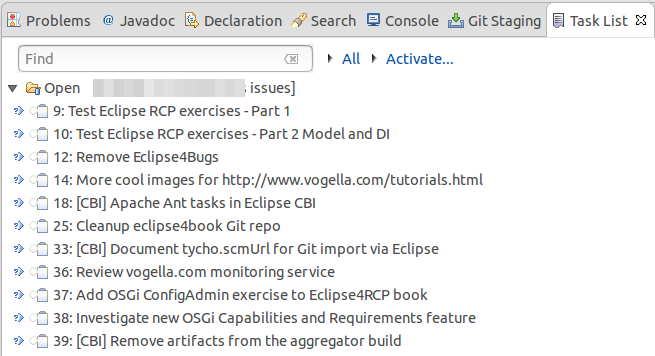 Problems @ Javadoc Declaration Search Console Git Staging Task List
Find All Activate...
Open issues]
9: Test Eclipse RCP exercises - Part 1
10: Test Eclipse RCP exercises - Part 2 Model and DI
12: Remove Eclipse4Bugs
14: More cool images for http://www.vogella.com/tutorials.html
18: [CBI] Apache Ant tasks in Eclipse CBI
25: Cleanup eclipse4book Git repo
33: [CBI] Document tycho.scmUrl for Git import via Eclipse
36: Review vogella.com monitoring service
37: Add OSGi ConfigAdmin exercise to Eclipse4RCP book
38: Investigate new OSGi Capabilities and Requirements feature
39: [CBI] Remove artifacts from the aggregator build